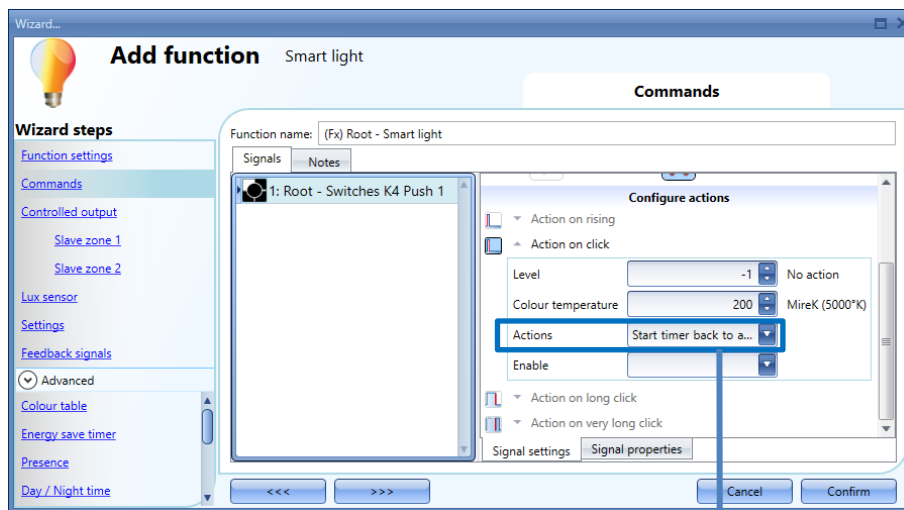 Wizard...
Add function Smart light
Commands
Wizard steps
Function settings
Commands
Controlled output
Slave zone 1
Slave zone 2
Lux sensor
Settings
Feedback signals
Advanced
Colour table
Energy save timer
Presence
Day / Night time
Function name: (Fx) Root - Smart light
Signals Notes
1: Root - Switches K4 Push 1
Configure actions
Action on rising
Action on click
Level -1 No action
Colour temperature 200 MireK (5000°K)
Actions Start timer back to a...
Enable
Action on long click
Action on very long click
Signal settings Signal properties
<<< >>> Cancel Confirm